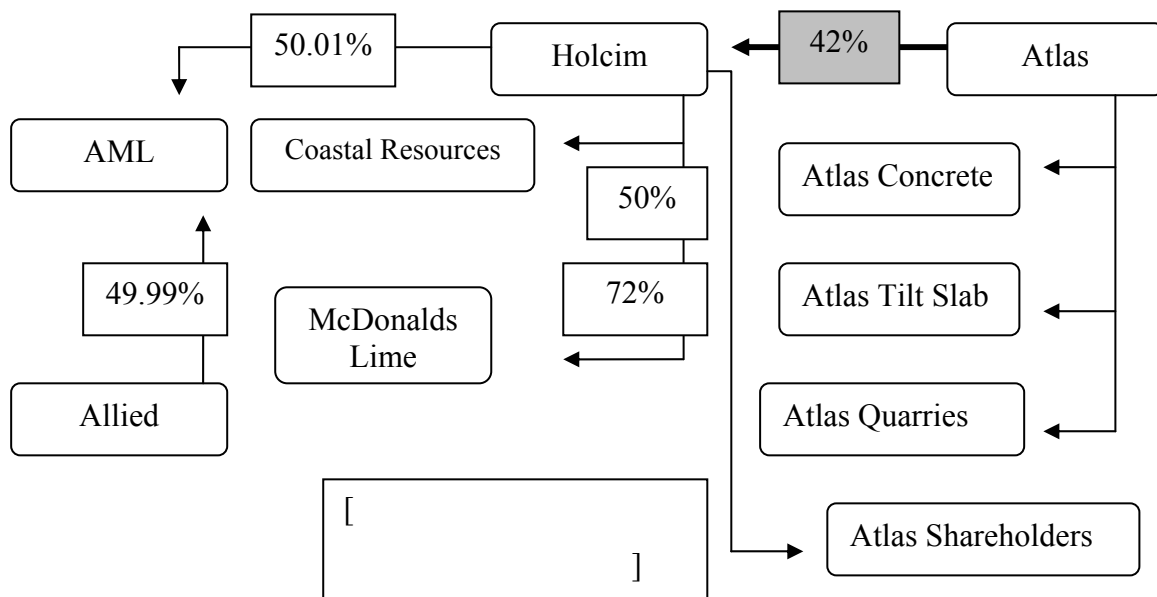 50.01%
Holcim
42%
Atlas
AML
Coastal Resources
Atlas Concrete
50%
49.99%
McDonalds
Lime
72%
Atlas Tilt Slab
Allied
Atlas Quarries
[
]
Atlas Shareholders